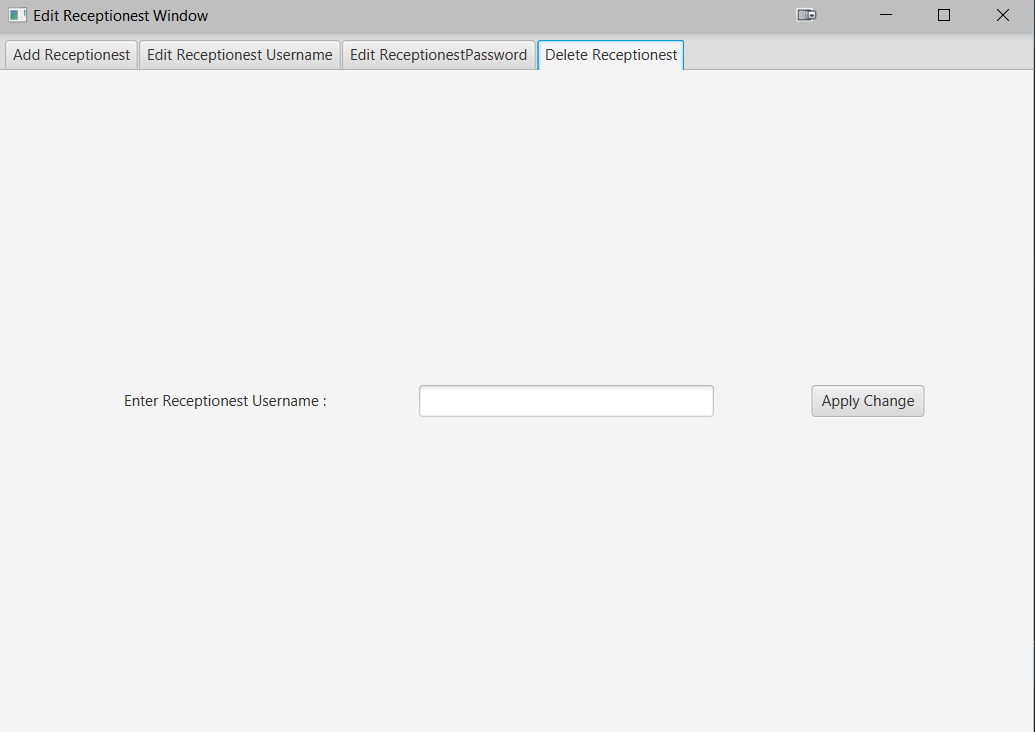 Edit Receptionest Window
Add Receptionest Edit Receptionest Username Edit ReceptionestPassword Delete Receptionest
Enter Receptionest Username : Apply Change